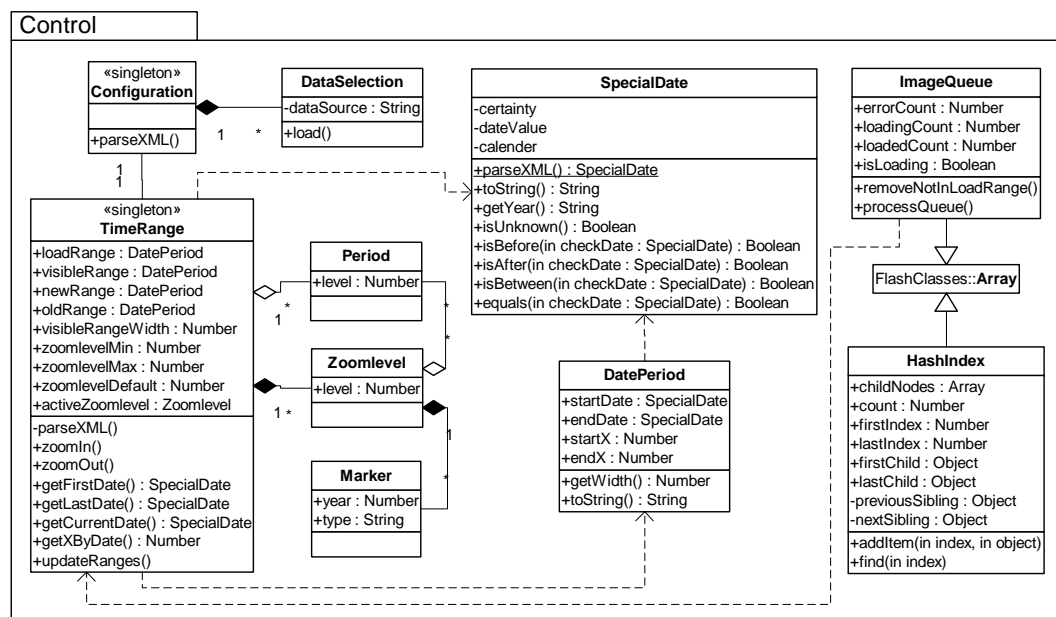 Control
«singleton»
Configuration
+parseXML()
1
*
1
1
DataSelection
-dataSource : String
+load()
«singleton»
TimeRange
+loadRange : DatePeriod
+visibleRange : DatePeriod
+newRange : DatePeriod
+oldRange : DatePeriod
+visibleRangeWidth : Number
+zoomlevelMin : Number
+zoomlevelMax : Number
+zoomlevelDefault : Number
+activeZoomlevel : Zoomlevel
-parseXML()
+zoomIn()
+zoomOut()
+getFirstDate() : SpecialDate
+getLastDate() : SpecialDate
+getCurrentDate() : SpecialDate
+getXByDate() : Number
+updateRanges()
Period
+level : Number
1
*
*
*
Zoomlevel
+level : Number
1
*
1
*
Marker
+year : Number
+type : String
SpecialDate
-certainty
-dateValue
-calender
+parseXML() : SpecialDate
+toString() : String
+getYear() : String
+isUnknown() : Boolean
+isBefore(in checkDate : SpecialDate) : Boolean
+isAfter(in checkDate : SpecialDate) : Boolean
+isBetween(in checkDate : SpecialDate) : Boolean
+equals(in checkDate : SpecialDate) : Boolean
DatePeriod
+startDate : SpecialDate
+endDate : SpecialDate
+startX : Number
+endX : Number
+getWidth() : Number
+toString() : String
ImageQueue
+errorCount : Number
+loadingCount : Number
+loadedCount : Number
+isLoading : Boolean
+removeNotInLoadRange()
+processQueue()
FlashClasses::Array
HashIndex
+childNodes : Array
+count : Number
+firstIndex : Number
+lastIndex : Number
+firstChild : Object
+lastChild : Object
-previousSibling : Object
-nextSibling : Object
+addItem(in index, in object)
+find(in index)